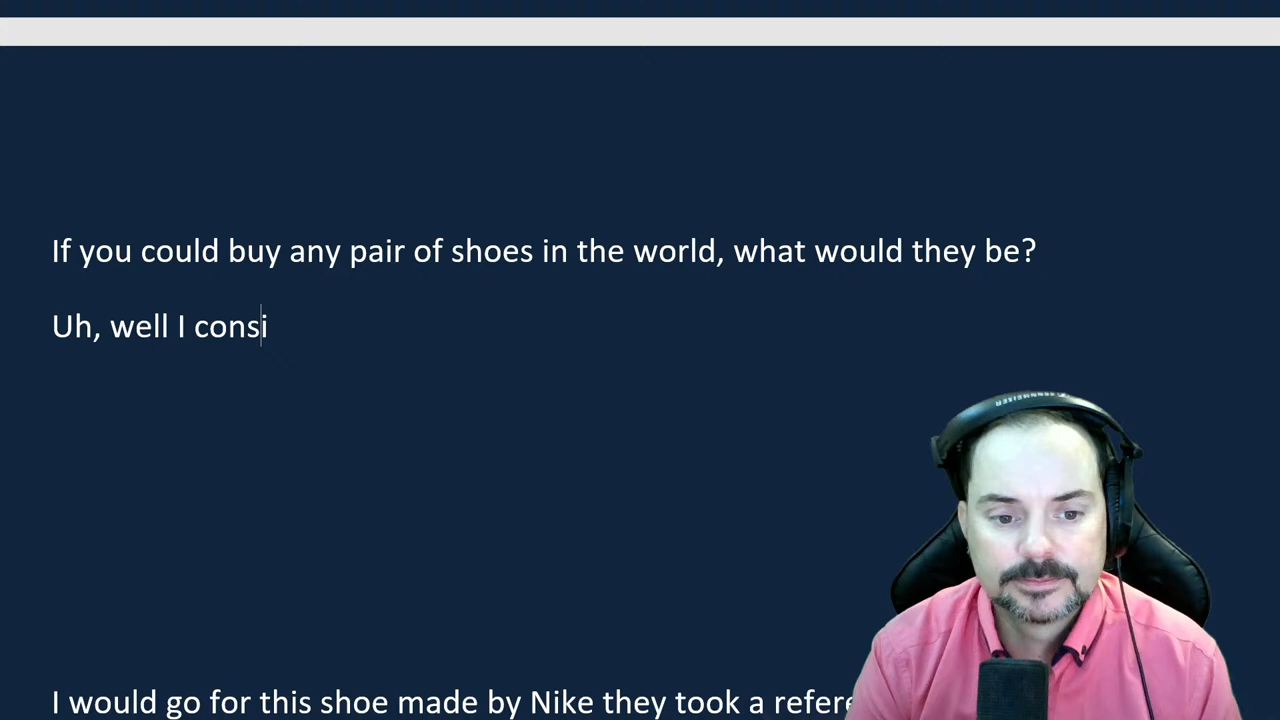 If you could buy any pair of shoes in the world, what would they be?
Uh, well I consi
I would go for this shoe made by Nike they took a
SENNHEISER